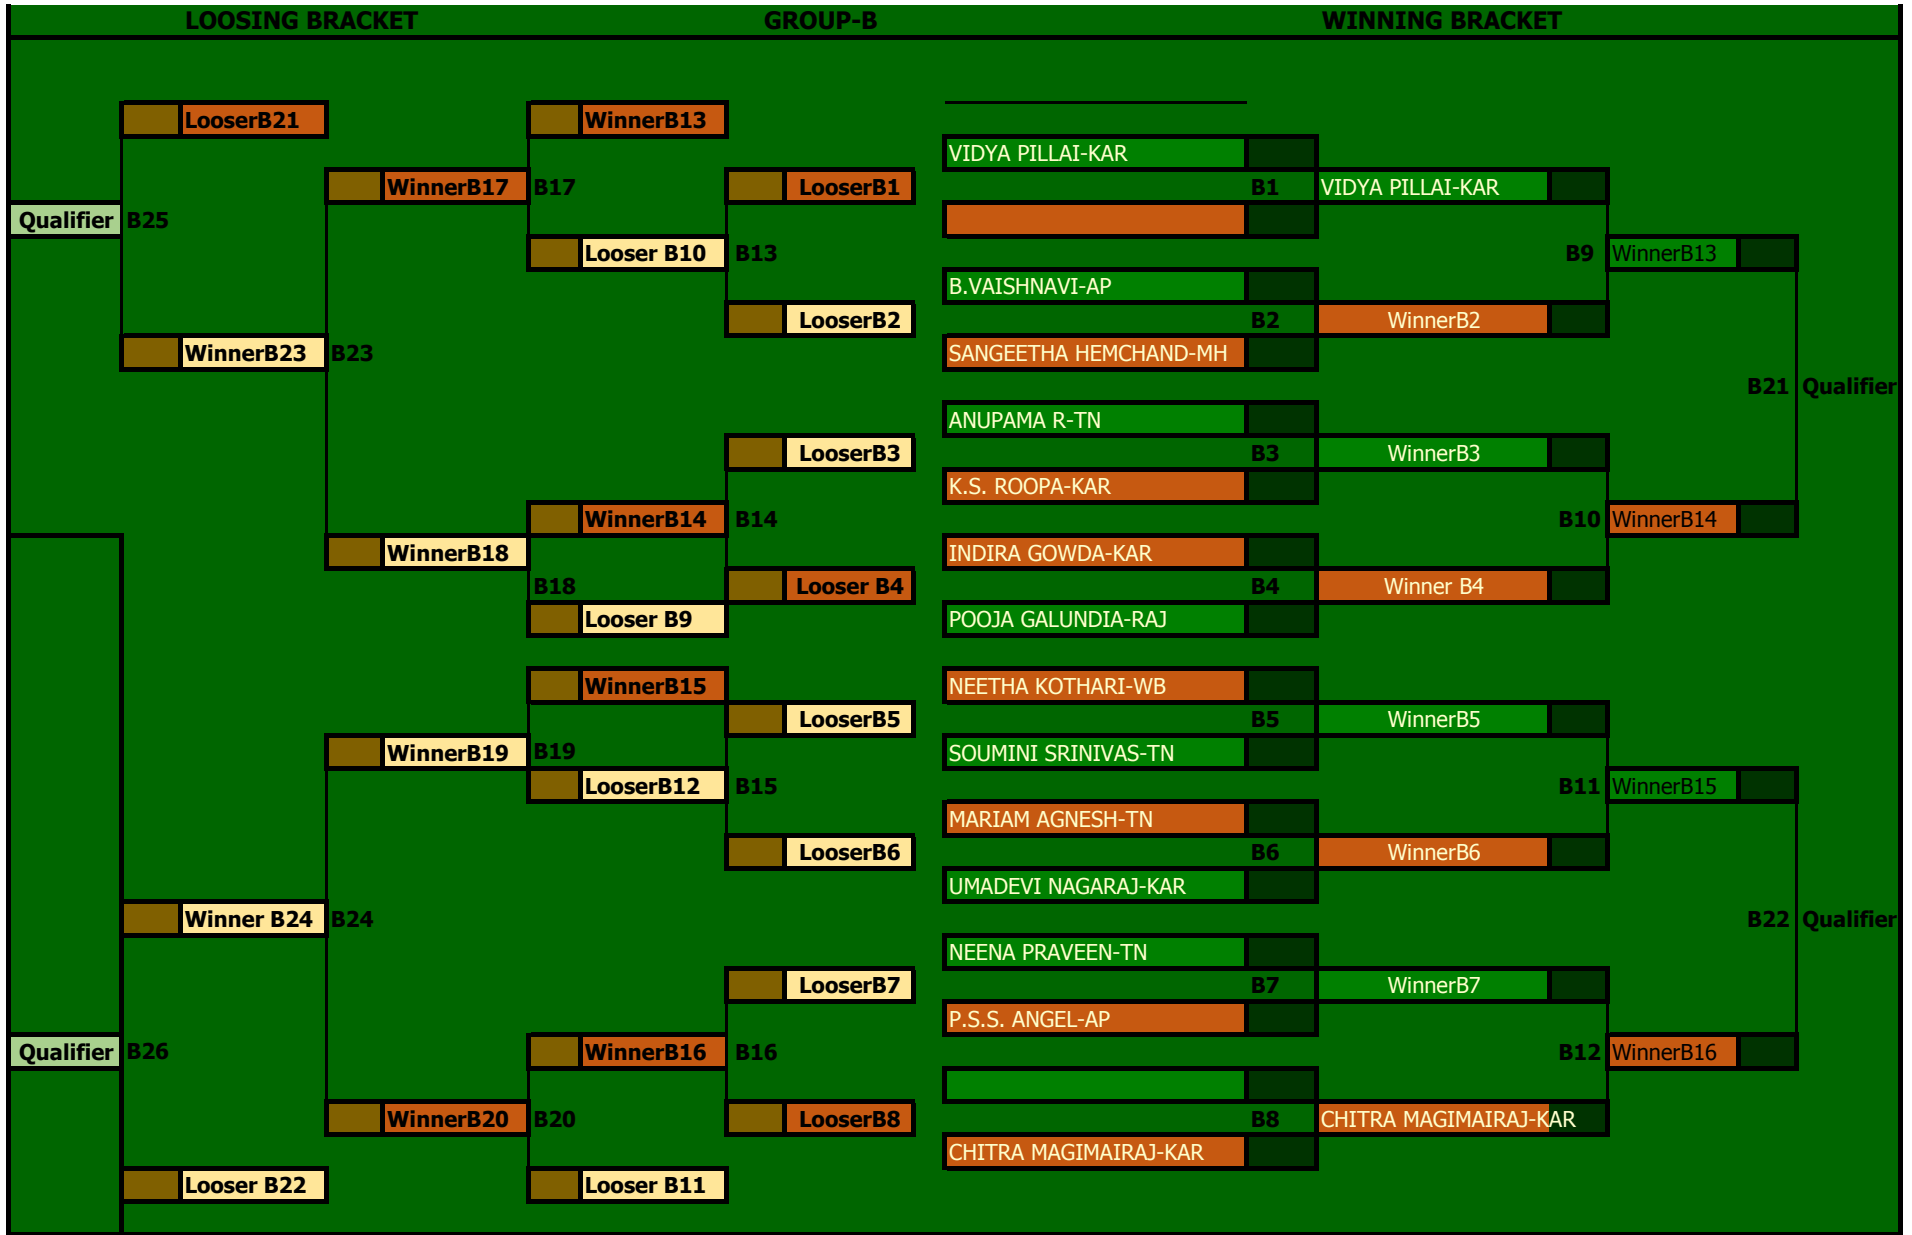 LOOSING BRACKET GROUP-B WINNING BRACKET
LooserB21 WinnerB13
VIDYA PILLAI-KAR
WinnerB17 B17 LooserB1 B1 VIDYA PILLAI-KAR
Qualifier B25
Looser B10 B13 B9 WinnerB13
B.VAISHNAVI-AP
LooserB2 B2 WinnerB2
WinnerB23 B23 SANGEETHA HEMCHAND-MH
B21 Qualifier
ANUPAMA R-TN
LooserB3 B3 WinnerB3
K.S. ROOPA-KAR
WinnerB14 B14 B10 WinnerB14
WinnerB18 INDIRA GOWDA-KAR
B18 Looser B4 B4 Winner B4
Looser B9 POOJA GALUNDIA-RAJ
WinnerB15 NEETHA KOTHARI-WB
LooserB5 B5 WinnerB5
WinnerB19 B19 SOUMINI SRINIVAS-TN
LooserB12 B15 B11 WinnerB15
MARIAM AGNESH-TN
LooserB6 B6 WinnerB6
UMADEVI NAGARAJ-KAR
Winner B24 B24 B22 Qualifier
NEENA PRAVEEN-TN
LooserB7 B7 WinnerB7
P.S.S. ANGEL-AP
Qualifier B26 WinnerB16 B16 B12 WinnerB16
WinnerB20 B20 LooserB8 B8 CHITRA MAGIMAIRAJ-KAR
CHITRA MAGIMAIRAJ-KAR
Looser B22 Looser B11